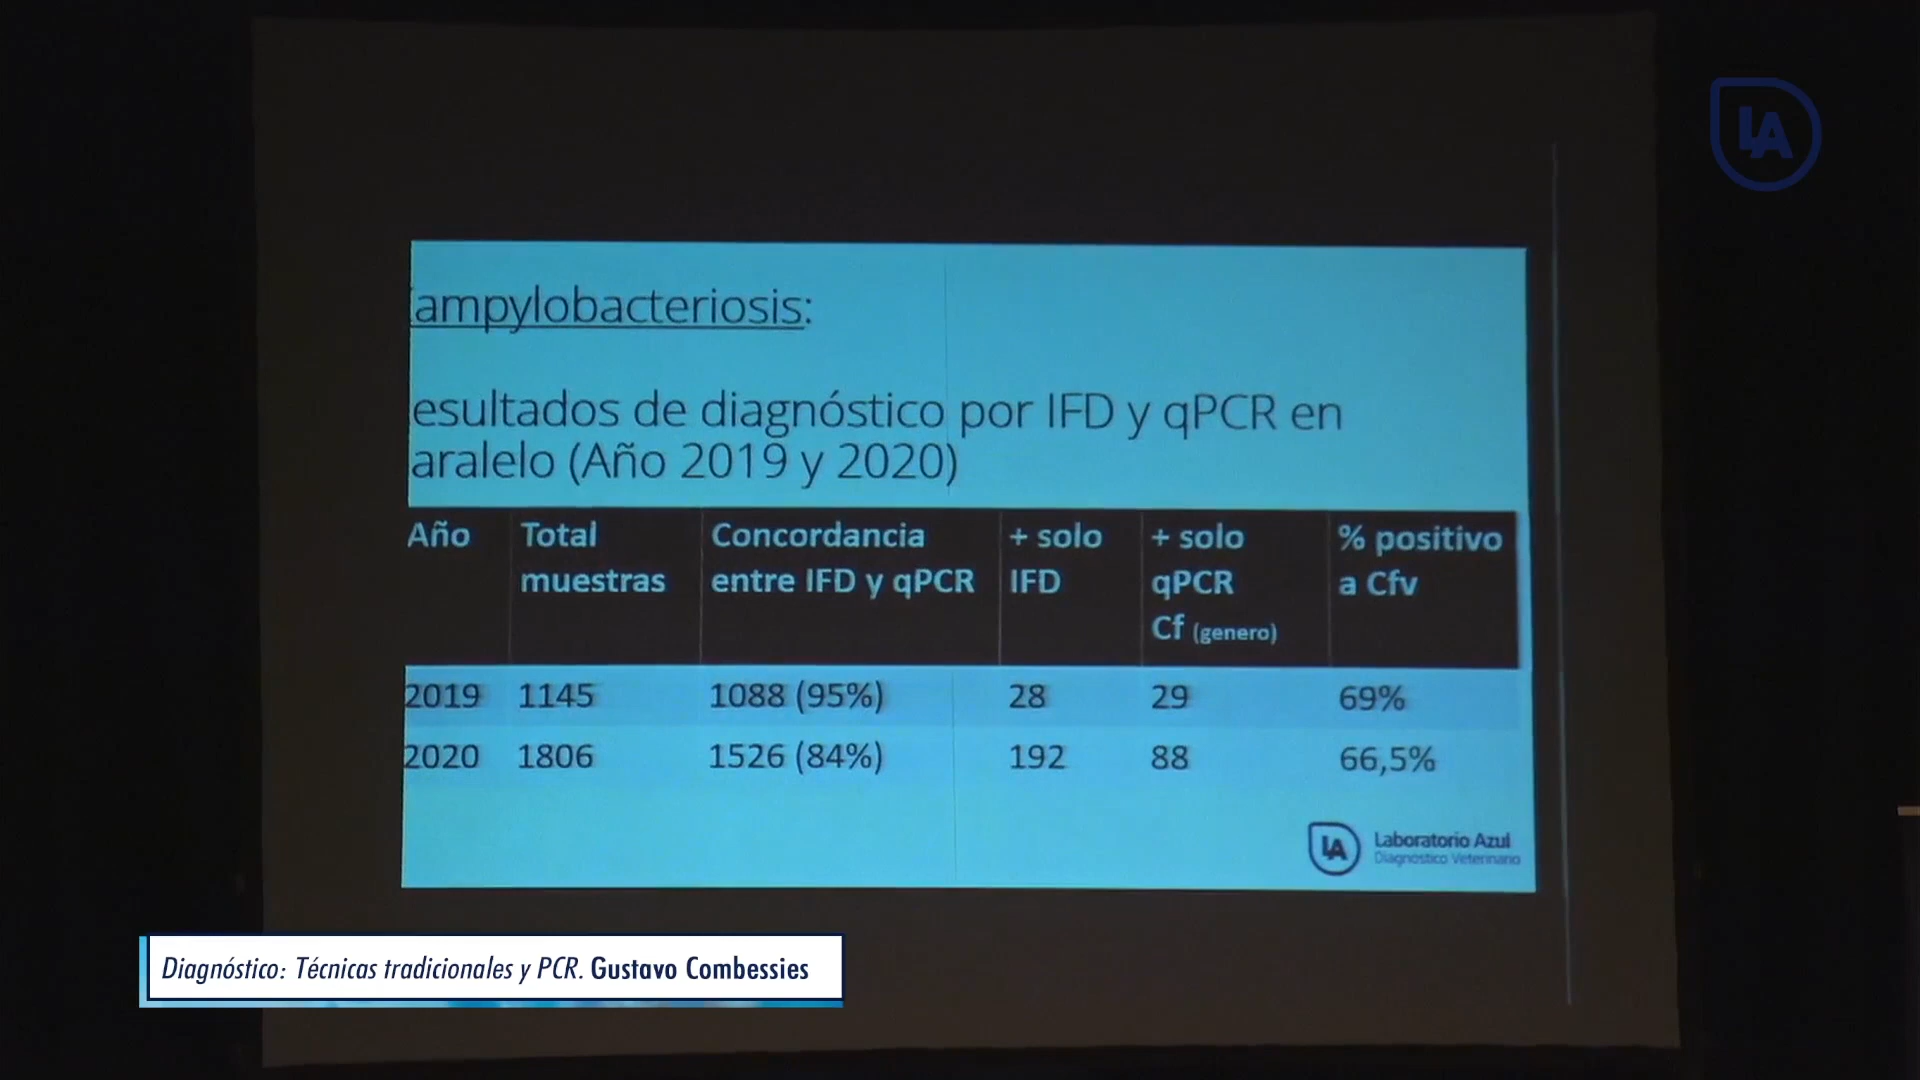 LA
ampylobacteriosis:
esultados de diagnóstico por IFD y qPCR en
aralelo (Año 2019 y 2020)
Año Total muestras Concordancia entre IFD y qPCR + solo IFD + solo qPCR Cf (genero) % positivo a Cfv
2019 1145 1088 (95%) 28 29 69%
2020 1806 1526 (84%) 192 88 66,5%
LA Laboratorio Azul
Diagnóstico Veterinario
Diagnóstico: Técnicas tradicionales y PCR. Gustavo Combessies